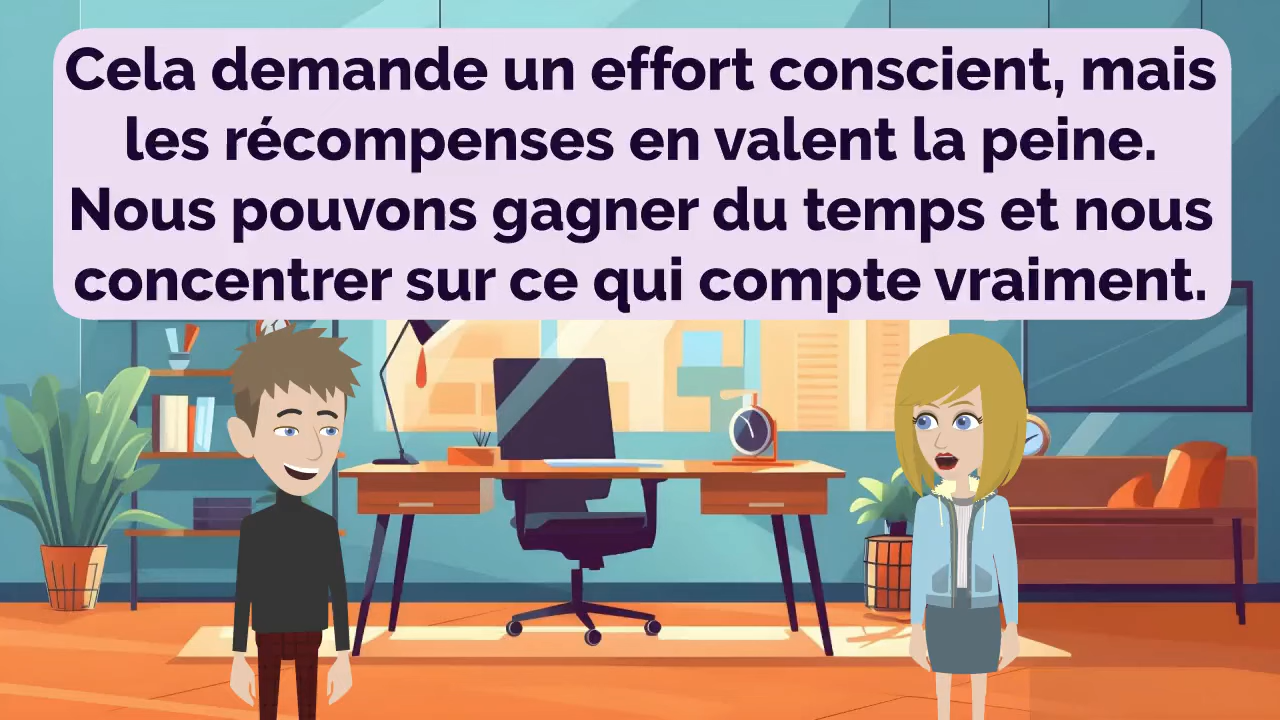 Cela demande un effort conscient, mais
les récompenses en valent la peine.
Nous pouvons gagner du temps et nous
concentrer sur ce qui compte vraiment.